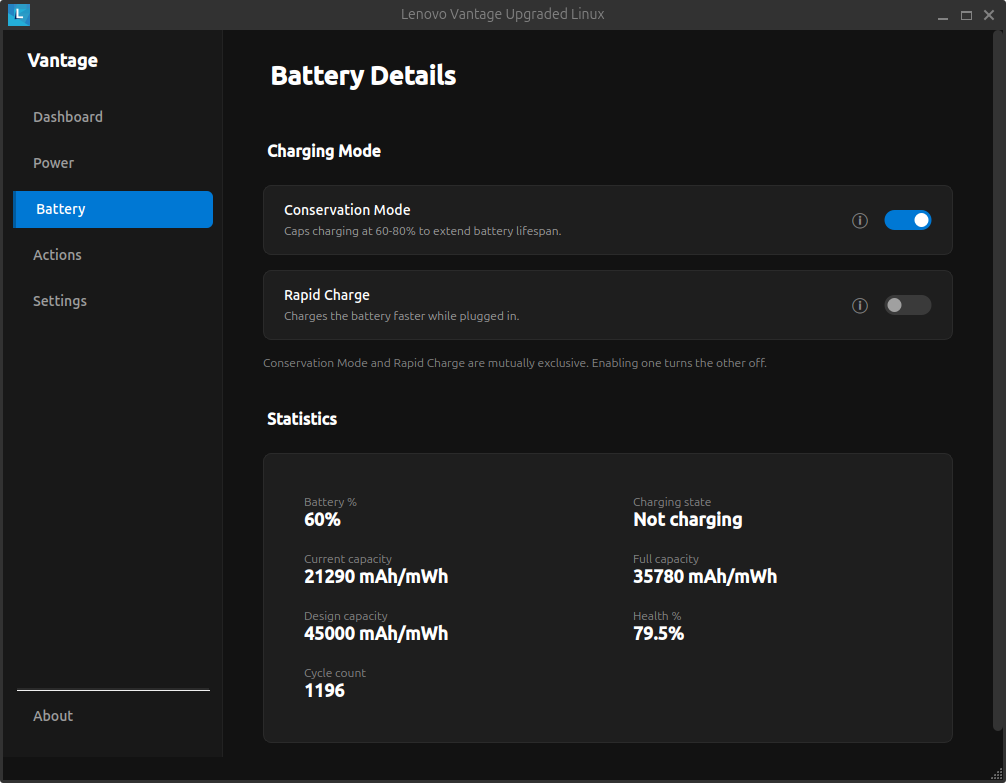 L
Lenovo Vantage Upgraded Linux
Vantage
Dashboard
Power
Battery
Actions
Settings
About
Battery Details
Charging Mode
Conservation Mode
Caps charging at 60-80% to extend battery lifespan.
Rapid Charge
Charges the battery faster while plugged in.
Conservation Mode and Rapid Charge are mutually exclusive. Enabling one turns the other off.
Statistics
Battery %
60%
Charging state
Not charging
Current capacity
21290 mAh/mWh
Full capacity
35780 mAh/mWh
Design capacity
45000 mAh/mWh
Health %
79.5%
Cycle count
1196